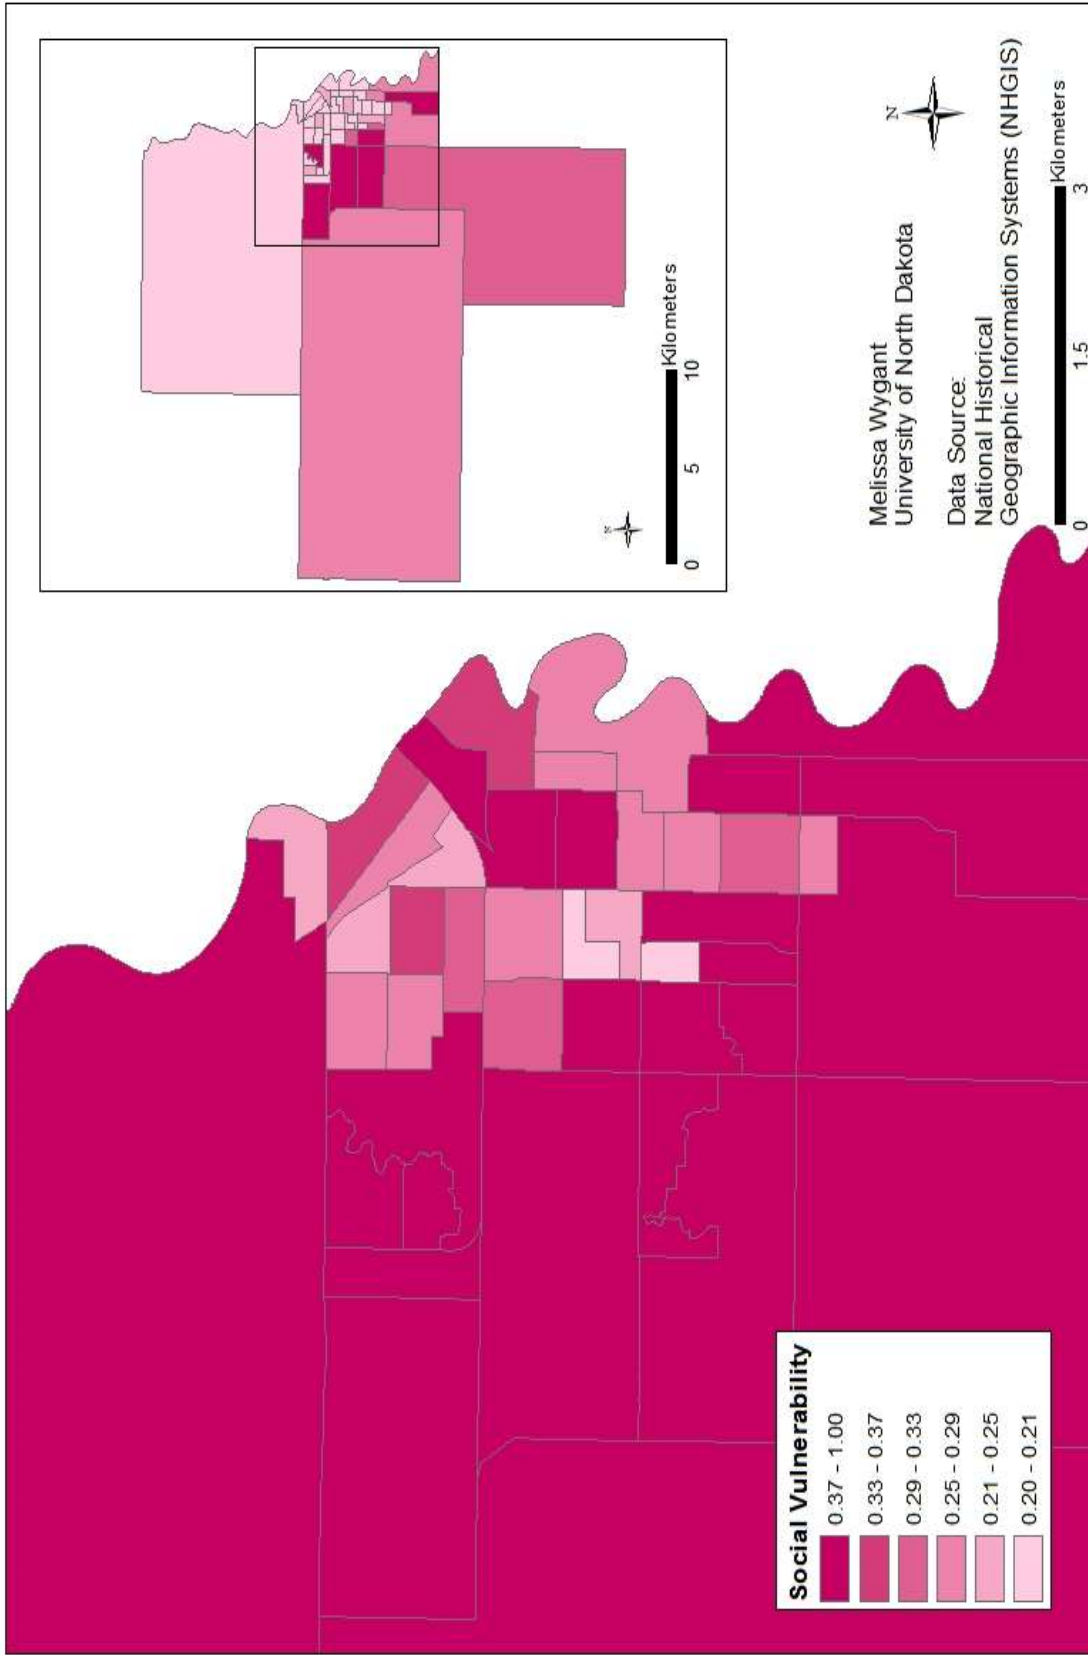 N
0 5 10 Kilometers
Melissa Wygant
University of North Dakota
Data Source:
National Historical
Geographic Information Systems (NHGIS)
N
0 1.5 3 Kilometers
Social Vulnerability
0.37 - 1.00
0.33 - 0.37
0.29 - 0.33
0.25 - 0.29
0.21 - 0.25
0.20 - 0.21